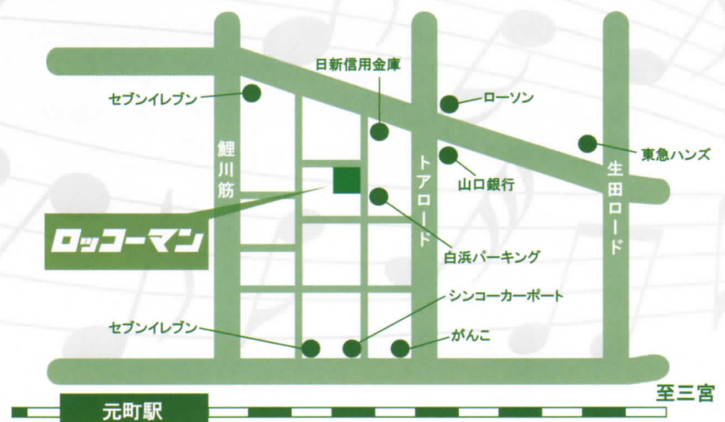 日新信用金庫
セブンイレブン
ローソン
東急ハンズ
鯉川筋
トアロード
山口銀行
生田ロード
ロッコーマン
白浜パーキング
シンコーカーポート
セブンイレブン
がんこ
至三宮
元町駅